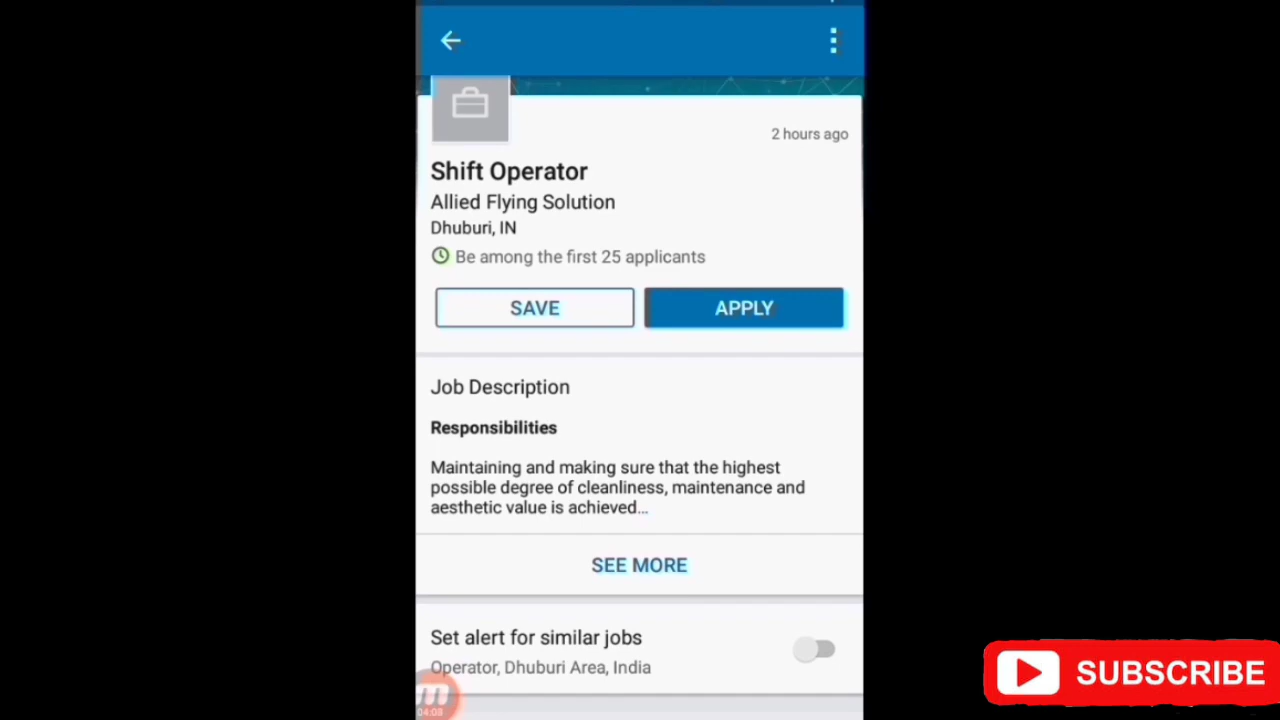 2 hours ago
Shift Operator
Allied Flying Solution
Dhuburi, IN
Be among the first 25 applicants
SAVE
APPLY
Job Description
Responsibilities
Maintaining and making sure that the highest
possible degree of cleanliness, maintenance and
aesthetic value is achieved...
SEE MORE
Set alert for similar jobs
Operator, Dhuburi Area, India
04:03
SUBSCRIBE